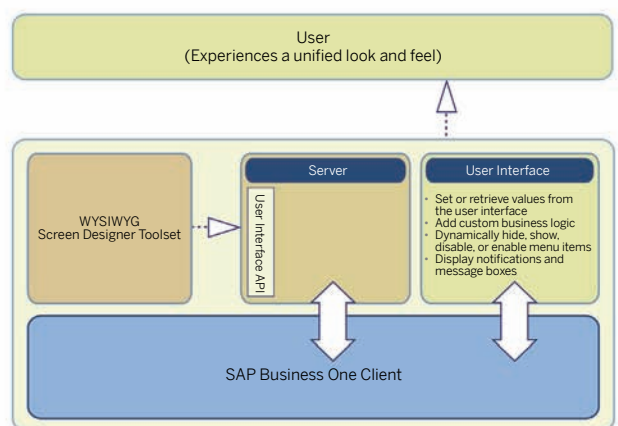 User
(Experiences a unified look and feel)
WYSIWYG
Screen Designer Toolset
Server
User Interface API
User Interface
• Set or retrieve values from
the user interface
• Add custom business logic
• Dynamically hide, show,
disable, or enable menu items
• Display notifications and
message boxes
SAP Business One Client